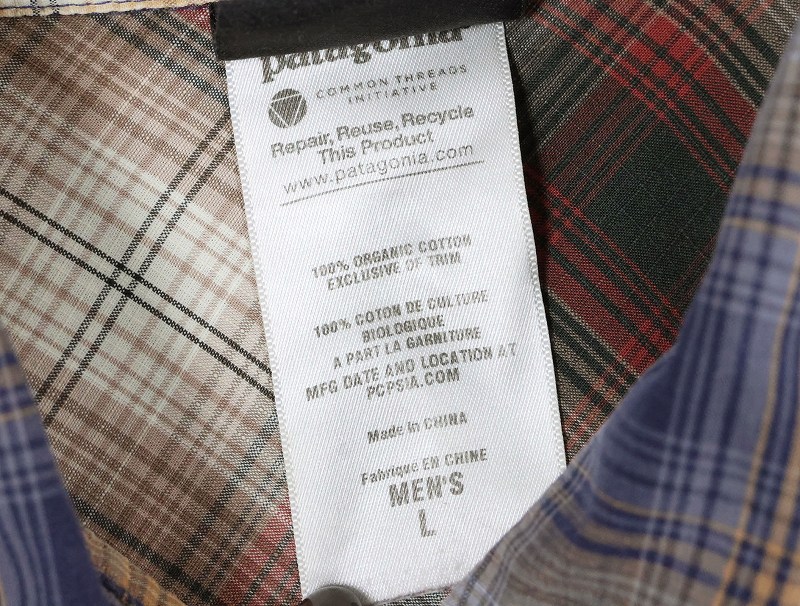 patagonia
COMMON THREADS
INITIATIVE
Repair, Reuse, Recycle
This Product
www.patagonia.com
100% ORGANIC COTTON
EXCLUSIVE OF TRIM
100% COTON DE CULTURE
BIOLOGIQUE
A PART LA GARNITURE
MFG DATE AND LOCATION AT
PCPSIA.COM
Made in CHINA
Fabrique EN CHINE
MEN'S
L